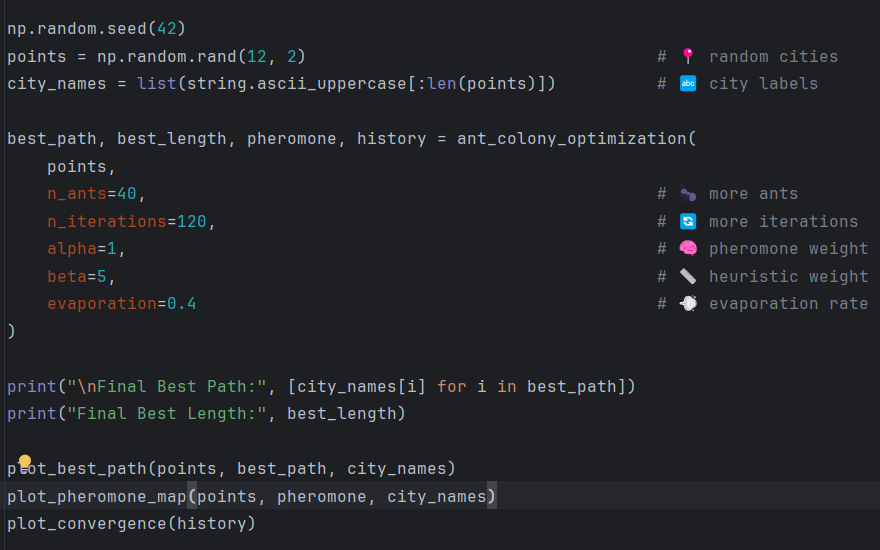 np.random.seed(42)
points = np.random.rand(12, 2) # 📍 random cities
city_names = list(string.ascii_uppercase[:len(points)]) # 🔤 city labels
best_path, best_length, pheromone, history = ant_colony_optimization(
points,
n_ants=40, # 🐜 more ants
n_iterations=120, # 🔄 more iterations
alpha=1, # 🧠 pheromone weight
beta=5, # 📏 heuristic weight
evaporation=0.4 # 💨 evaporation rate
)
print("\nFinal Best Path:", [city_names[i] for i in best_path])
print("Final Best Length:", best_length)
plot_best_path(points, best_path, city_names)
plot_pheromone_map(points, pheromone, city_names)
plot_convergence(history)